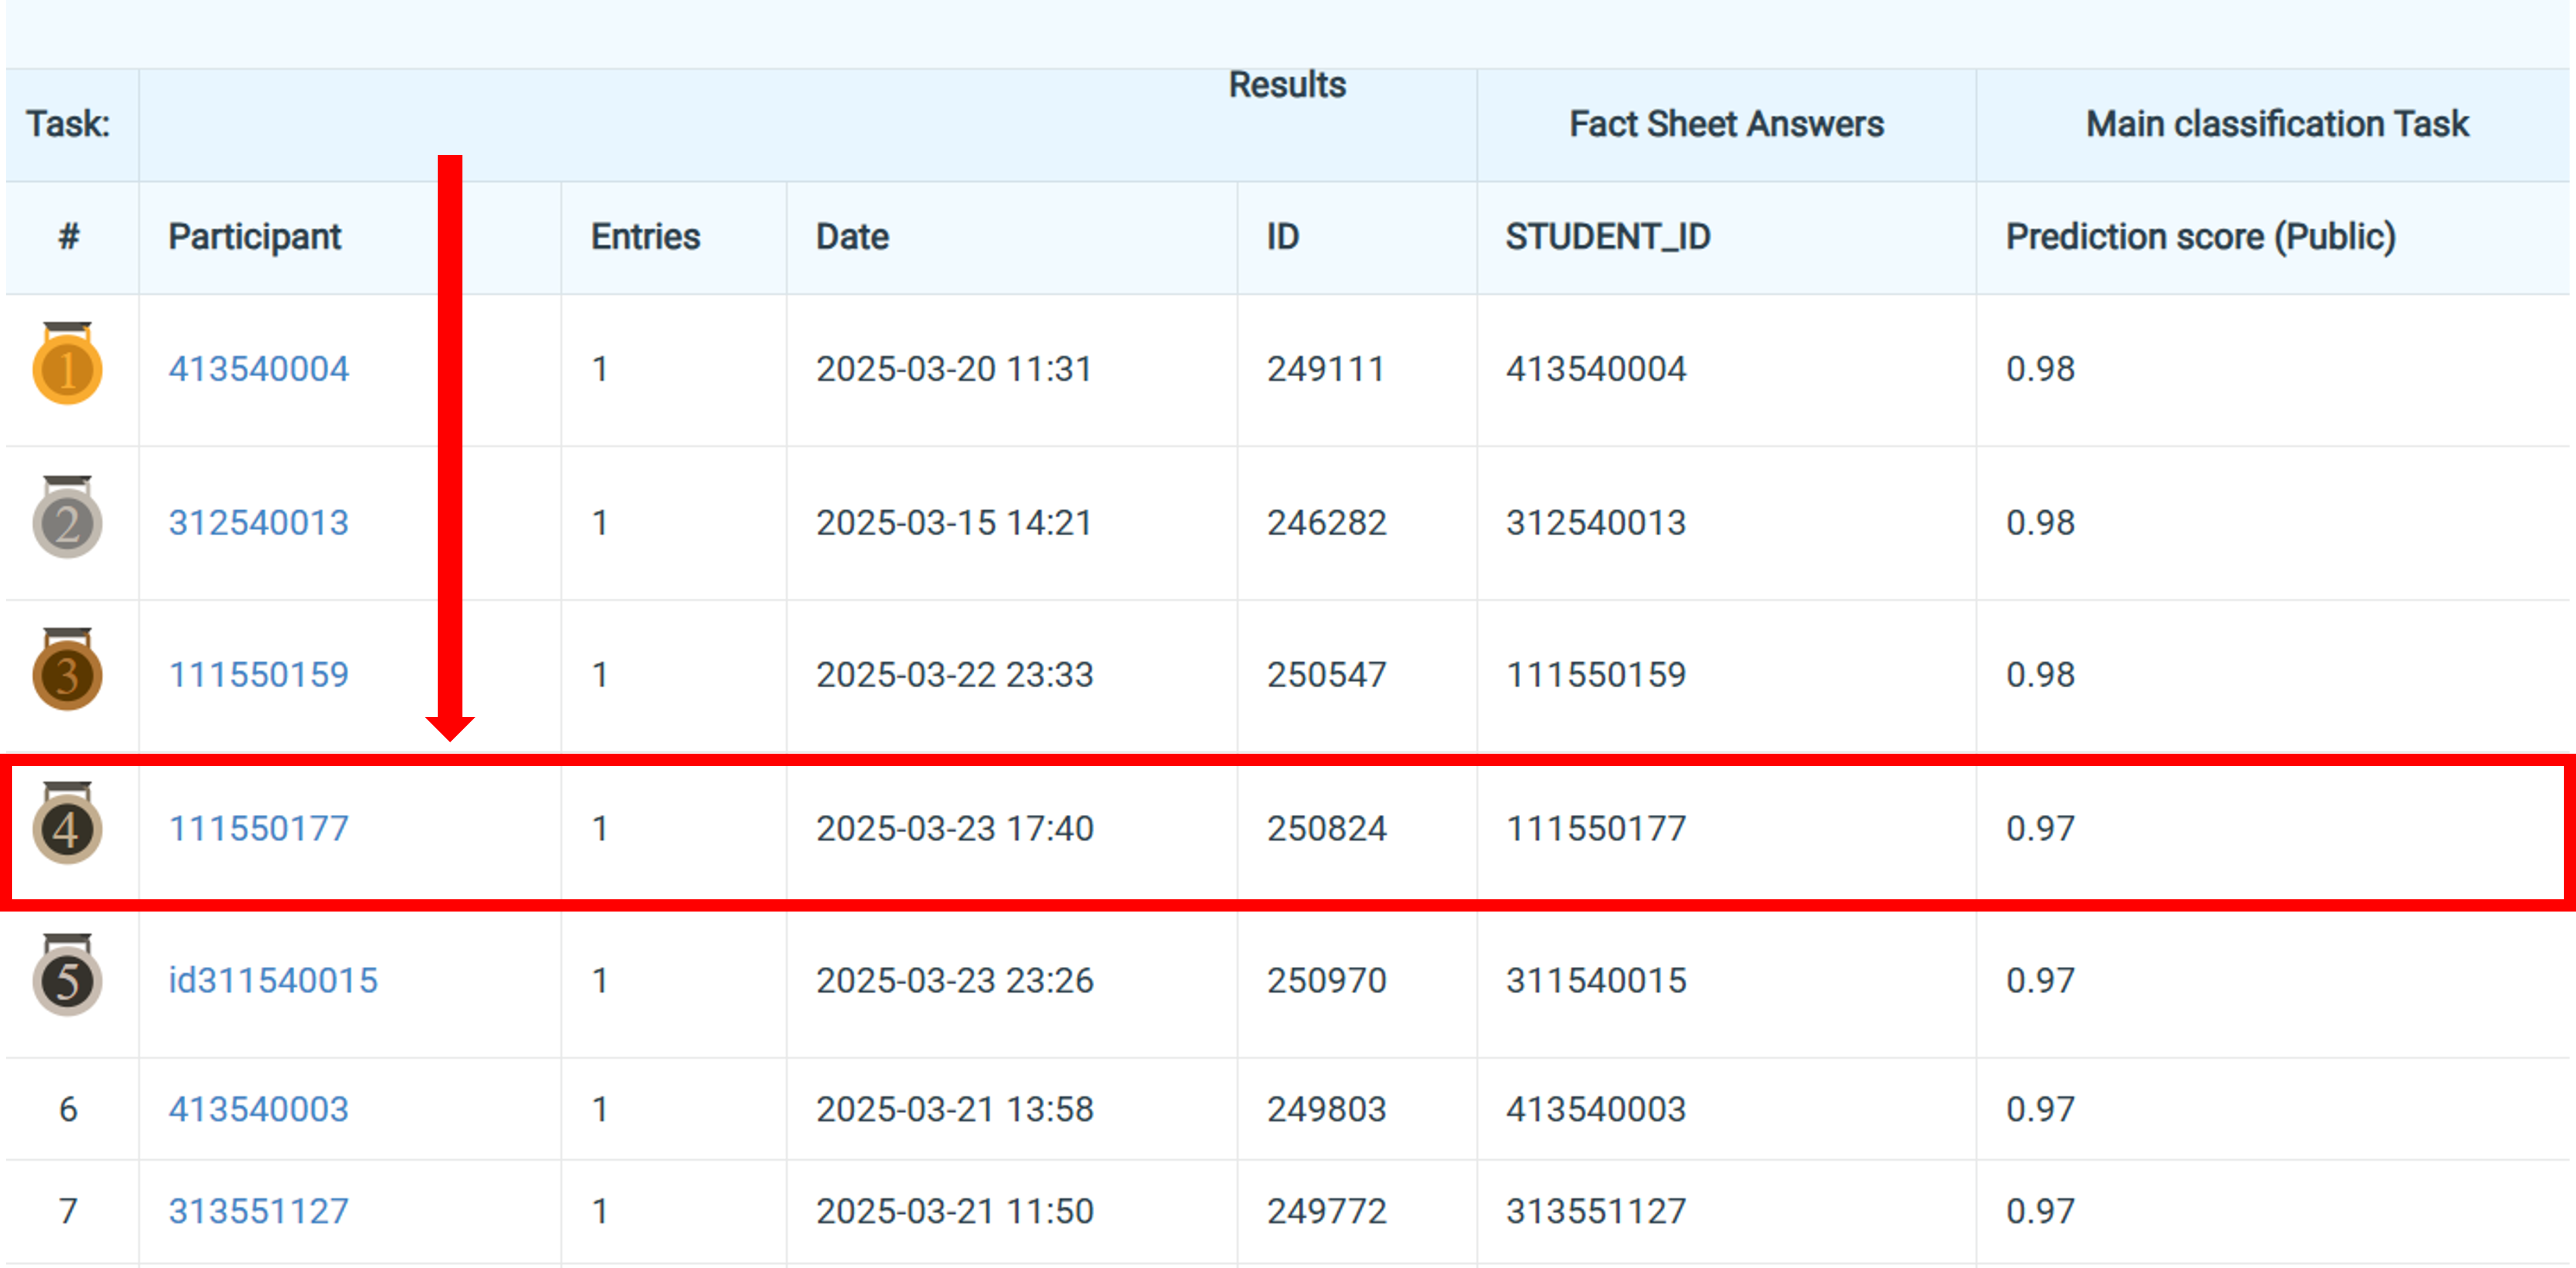 Results
Task: Fact Sheet Answers Main classification Task
# Participant Entries Date ID STUDENT_ID Prediction score (Public)
1 413540004 1 2025-03-20 11:31 249111 413540004 0.98
2 312540013 1 2025-03-15 14:21 246282 312540013 0.98
3 111550159 1 2025-03-22 23:33 250547 111550159 0.98
4 111550177 1 2025-03-23 17:40 250824 111550177 0.97
5 id311540015 1 2025-03-23 23:26 250970 311540015 0.97
6 413540003 1 2025-03-21 13:58 249803 413540003 0.97
7 313551127 1 2025-03-21 11:50 249772 313551127 0.97